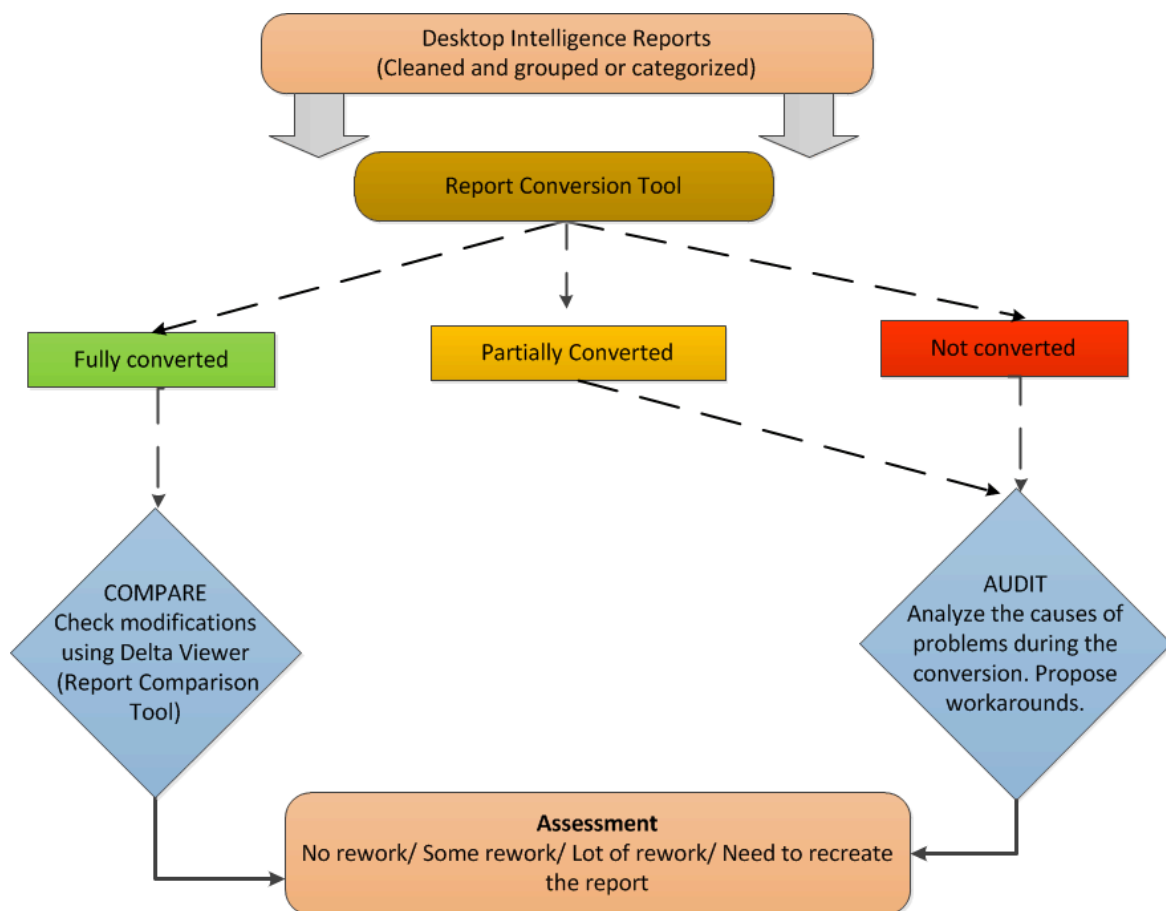 Desktop Intelligence Reports
(Cleaned and grouped or categorized)
Report Conversion Tool
Fully converted
Partially Converted
Not converted
COMPARE
Check modifications
using Delta Viewer
(Report Comparison
Tool)
AUDIT
Analyze the causes of
problems during the
conversion. Propose
workarounds.
Assessment
No rework/ Some rework/ Lot of rework/ Need to recreate
the report